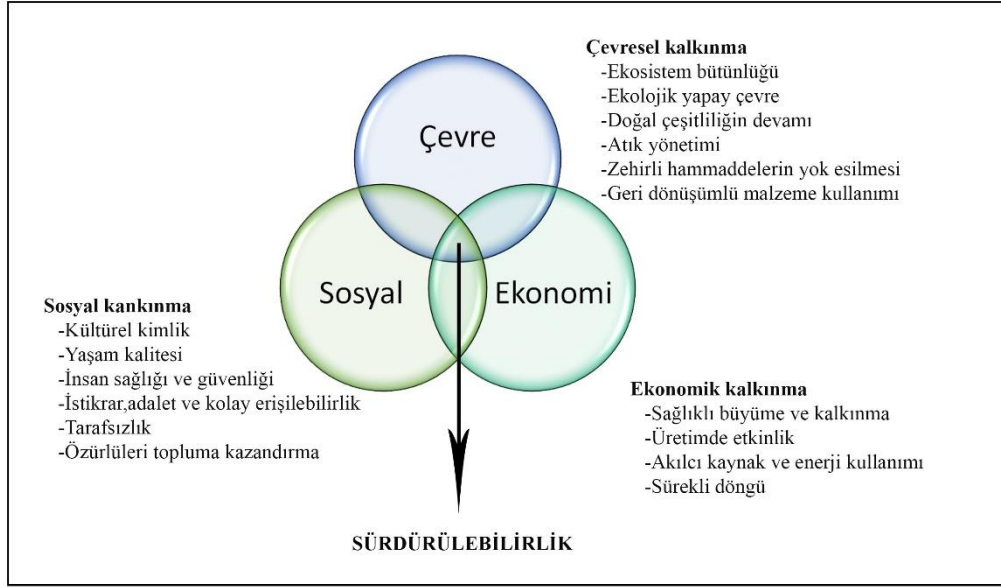 Çevresel kalkınma
-Ekosistem bütünlüğü
-Ekolojik yapay çevre
-Doğal çeşitliliğin devamı
-Atık yönetimi
-Zehirli hammaddelerin yok esilmesi
-Geri dönüşümlü malzeme kullanımı
Çevre
Sosyal
Ekonomi
Sosyal kankınma
-Kültürel kimlik
-Yaşam kalitesi
-İnsan sağlığı ve güvenliği
-İstikrar,adalet ve kolay erişilebilirlik
-Tarafsızlık
-Özürlüleri topluma kazandırma
Ekonomik kalkınma
-Sağlıklı büyüme ve kalkınma
-Üretimde etkinlik
-Akılcı kaynak ve enerji kullanımı
-Sürekli döngü
SÜRDÜRÜLEBİLİRLİK